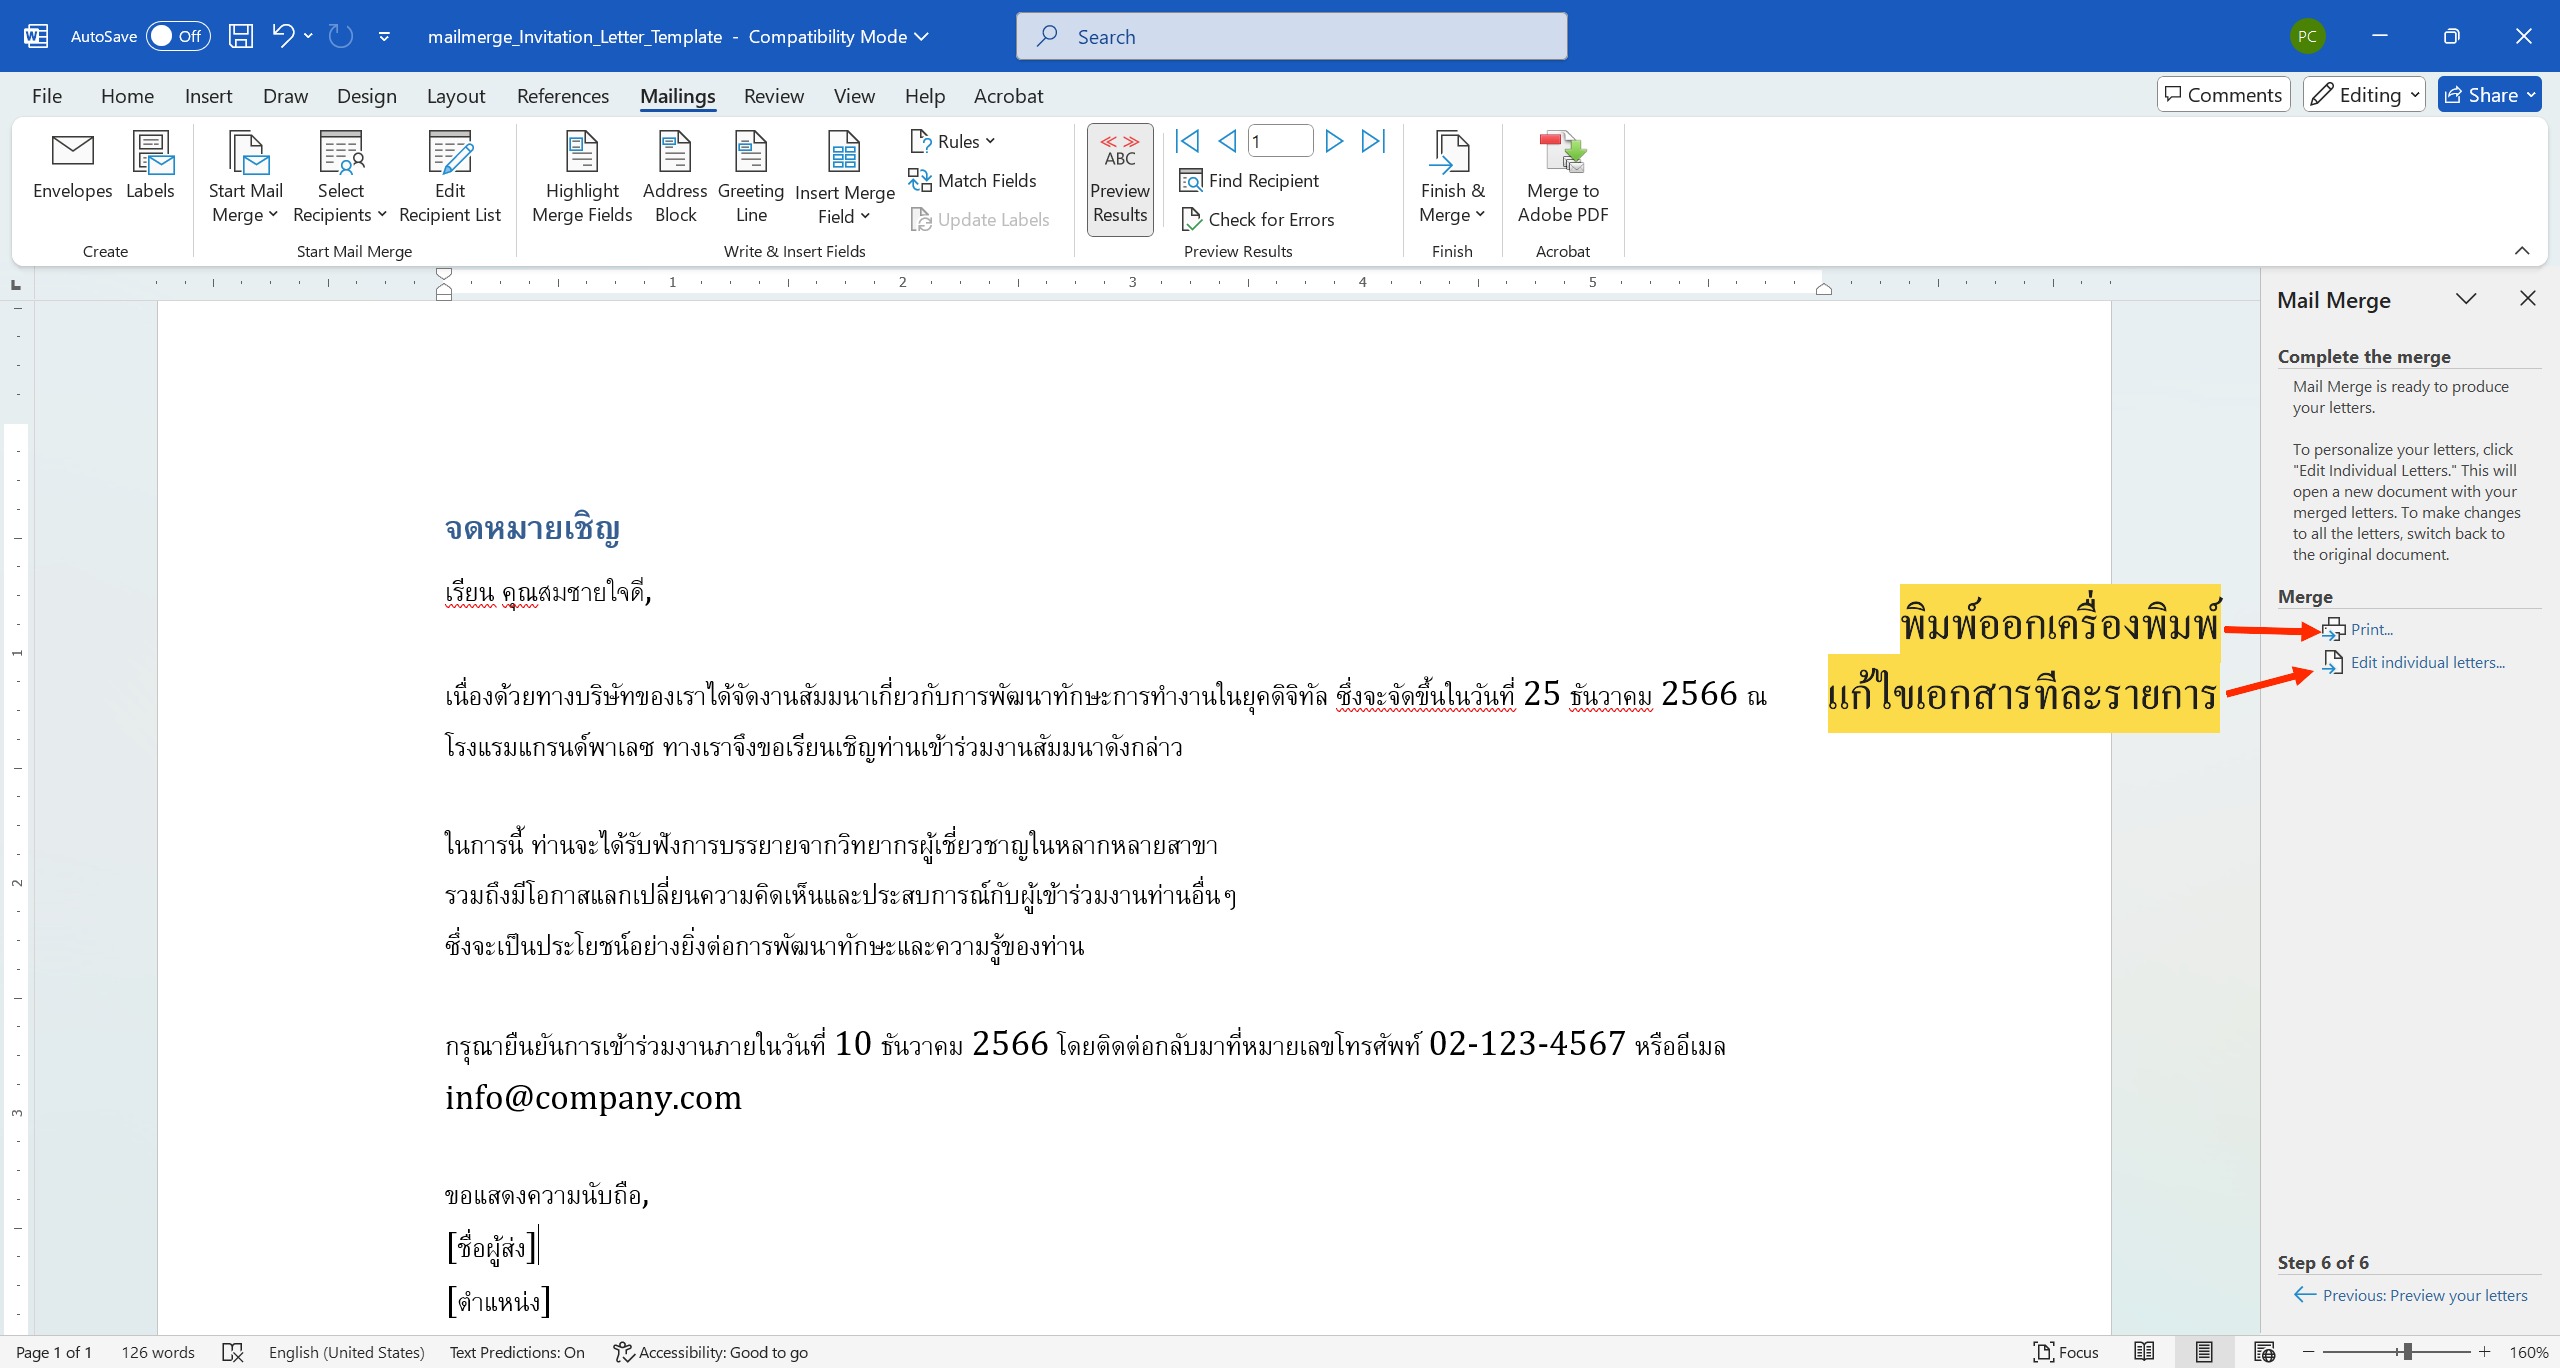 AutoSave Off mailmerge_Invitation_Letter_Template - Compatibility Mode Search PC
File Home Insert Draw Design Layout References Mailings Review View Help Acrobat Comments Editing Share
Envelopes
Labels
Start Mail
Merge
Select
Recipients
Edit
Recipient List
Highlight
Merge Fields
Address
Block
Greeting
Line
Insert Merge
Field
Rules
Match Fields
Update Labels
ABC
Preview
Results
1
Find Recipient
Check for Errors
Finish &
Merge
Merge to
Adobe PDF
Create Start Mail Merge Write & Insert Fields Preview Results Finish Acrobat
1 2 3 4 5
1
2
3
จดหมายเชิญ
เรียน คุณสมชายใจดี,
เนื่องด้วยทางบริษัทของเราได้จัดงานสัมมนาเกี่ยวกับการพัฒนาทักษะการทำงานในยุคดิจิทัล ซึ่งจะจัดขึ้นในวันที่ 25 ธันวาคม 2566 ณ
โรงแรมแกรนด์พาเลซ ทางเราจึงขอเรียนเชิญท่านเข้าร่วมงานสัมมนาดังกล่าว
ในการนี้ ท่านจะได้รับฟังการบรรยายจากวิทยากรผู้เชี่ยวชาญในหลากหลายสาขา
รวมถึงมีโอกาสแลกเปลี่ยนความคิดเห็นและประสบการณ์กับผู้เข้าร่วมงานท่านอื่นๆ
ซึ่งจะเป็นประโยชน์อย่างยิ่งต่อการพัฒนาทักษะและความรู้ของท่าน
กรุณายืนยันการเข้าร่วมงานภายในวันที่ 10 ธันวาคม 2566 โดยติดต่อกลับมาที่หมายเลขโทรศัพท์ 02-123-4567 หรืออีเมล
info@company.com
ขอแสดงความนับถือ,
[ชื่อผู้ส่ง]
[ตำแหน่ง]
พิมพ์ออกเครื่องพิมพ์
แก้ไขเอกสารทีละรายการ
Mail Merge
Complete the merge
Mail Merge is ready to produce
your letters.
To personalize your letters, click
"Edit Individual Letters." This will
open a new document with your
merged letters. To make changes
to all the letters, switch back to
the original document.
Merge
Print...
Edit individual letters...
Step 6 of 6
Previous: Preview your letters
Page 1 of 1 126 words English (United States) Text Predictions: On Accessibility: Good to go Focus 160%